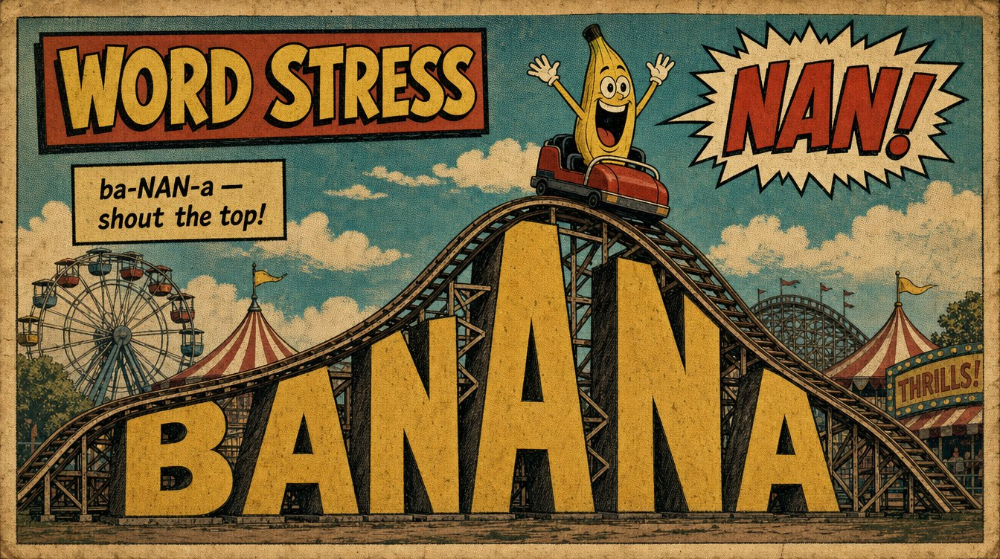 WORD STRESS
NAN!
ba-NAN-a —
shout the top!
THRILLS!
BANANA